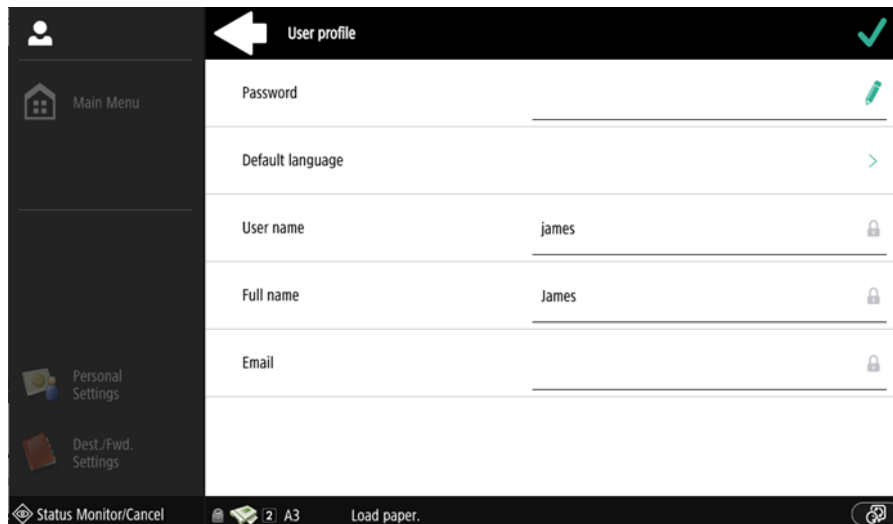 User profile
Main Menu
Password
Default language
User name
james
Full name
James
Email
Personal
Settings
Dest./Fwd.
Settings
Status Monitor/Cancel
2 A3
Load paper.